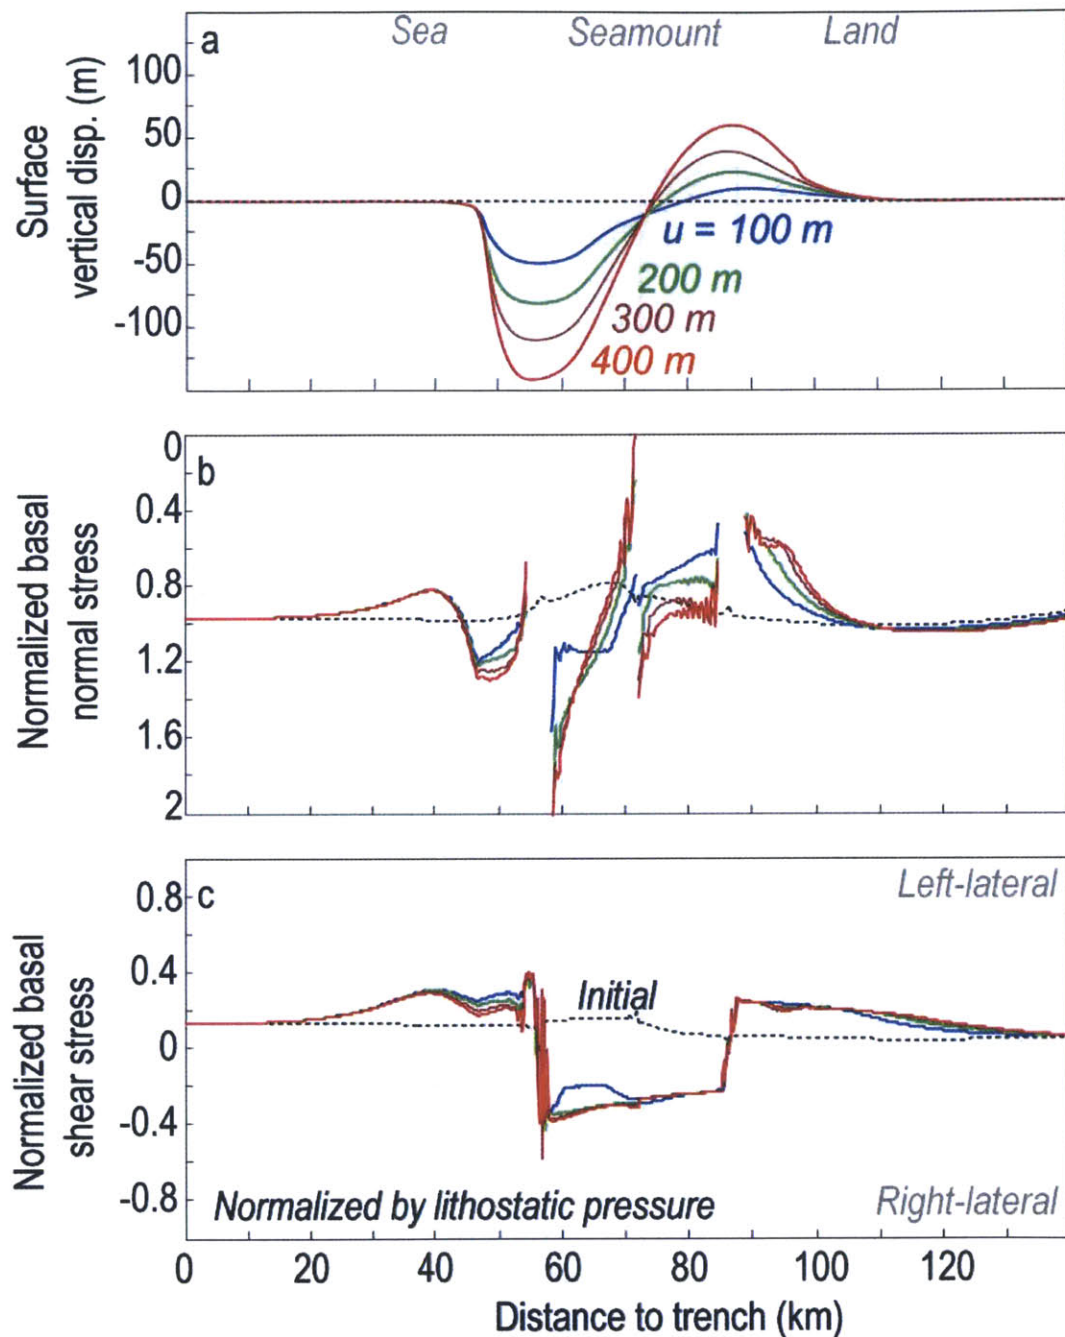 a
Sea
Seamount
Land
Surface
vertical disp. (m)
100
50
0
-50
-100
u = 100 m
200 m
300 m
400 m
b
Normalized basal
normal stress
0
0.4
0.8
1.2
1.6
2
c
Left-lateral
Normalized basal
shear stress
0.8
0.4
0
-0.4
-0.8
Initial
Normalized by lithostatic pressure
Right-lateral
0
20
40
60
80
100
120
Distance to trench (km)